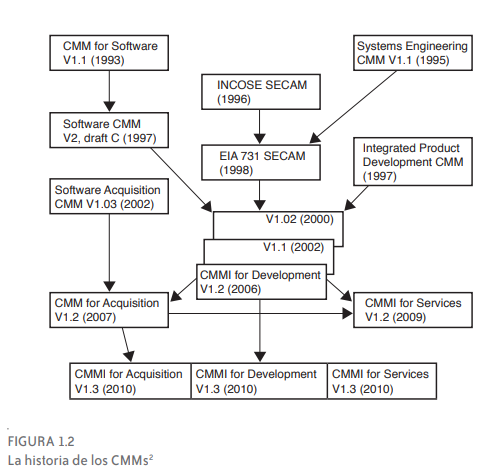 CMM for Software
V1.1 (1993)
Systems Engineering
CMM V1.1 (1995)
INCOSE SECAM
(1996)
Software CMM
V2, draft C (1997)
EIA 731 SECAM
(1998)
Integrated Product
Development CMM
(1997)
Software Acquisition
CMM V1.03 (2002)
V1.02 (2000)
V1.1 (2002)
CMMI for Development
V1.2 (2006)
CMM for Acquisition
V1.2 (2007)
CMMI for Services
V1.2 (2009)
CMMI for Acquisition
V1.3 (2010)
CMMI for Development
V1.3 (2010)
CMMI for Services
V1.3 (2010)
FIGURA 1.2
La historia de los CMMs²